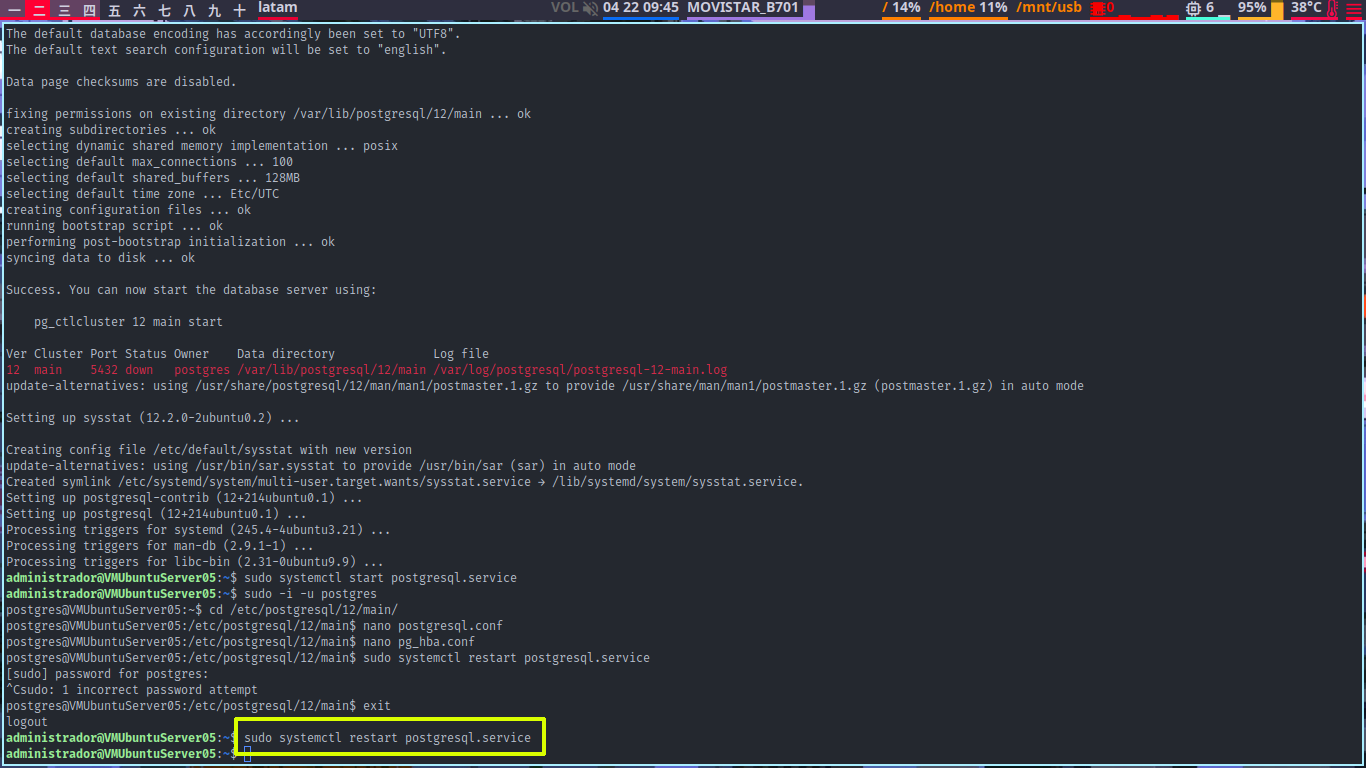 一 二 三 四 五 六 七 八 九 十 latam VOL 04 22 09:45 MOVISTAR_B701 / 14% /home 11% /mnt/usb 0 6 95% 38°C
The default database encoding has accordingly been set to "UTF8".
The default text search configuration will be set to "english".
Data page checksums are disabled.
fixing permissions on existing directory /var/lib/postgresql/12/main ... ok
creating subdirectories ... ok
selecting dynamic shared memory implementation ... posix
selecting default max_connections ... 100
selecting default shared_buffers ... 128MB
selecting default time zone ... Etc/UTC
creating configuration files ... ok
running bootstrap script ... ok
performing post-bootstrap initialization ... ok
syncing data to disk ... ok
Success. You can now start the database server using:
pg_ctlcluster 12 main start
Ver Cluster Port Status Owner    Data directory              Log file
12  main    5432 down   postgres /var/lib/postgresql/12/main /var/log/postgresql/postgresql-12-main.log
update-alternatives: using /usr/share/postgresql/12/man/man1/postmaster.1.gz to provide /usr/share/man/man1/postmaster.1.gz (postmaster.1.gz) in auto mode
Setting up sysstat (12.2.0-2ubuntu0.2) ...
Creating config file /etc/default/sysstat with new version
update-alternatives: using /usr/bin/sar.sysstat to provide /usr/bin/sar (sar) in auto mode
Created symlink /etc/systemd/system/multi-user.target.wants/sysstat.service → /lib/systemd/system/sysstat.service.
Setting up postgresql-contrib (12+214ubuntu0.1) ...
Setting up postgresql (12+214ubuntu0.1) ...
Processing triggers for systemd (245.4-4ubuntu3.21) ...
Processing triggers for man-db (2.9.1-1) ...
Processing triggers for libc-bin (2.31-0ubuntu9.9) ...
administrador@VMUbuntuServer05:~$ sudo systemctl start postgresql.service
administrador@VMUbuntuServer05:~$ sudo -i -u postgres
postgres@VMUbuntuServer05:~$ cd /etc/postgresql/12/main/
postgres@VMUbuntuServer05:/etc/postgresql/12/main$ nano postgresql.conf
postgres@VMUbuntuServer05:/etc/postgresql/12/main$ nano pg_hba.conf
postgres@VMUbuntuServer05:/etc/postgresql/12/main$ sudo systemctl restart postgresql.service
[sudo] password for postgres:
^Csudo: 1 incorrect password attempt
postgres@VMUbuntuServer05:/etc/postgresql/12/main$ exit
logout
administrador@VMUbuntuServer05:~$ sudo systemctl restart postgresql.service
administrador@VMUbuntuServer05:~$